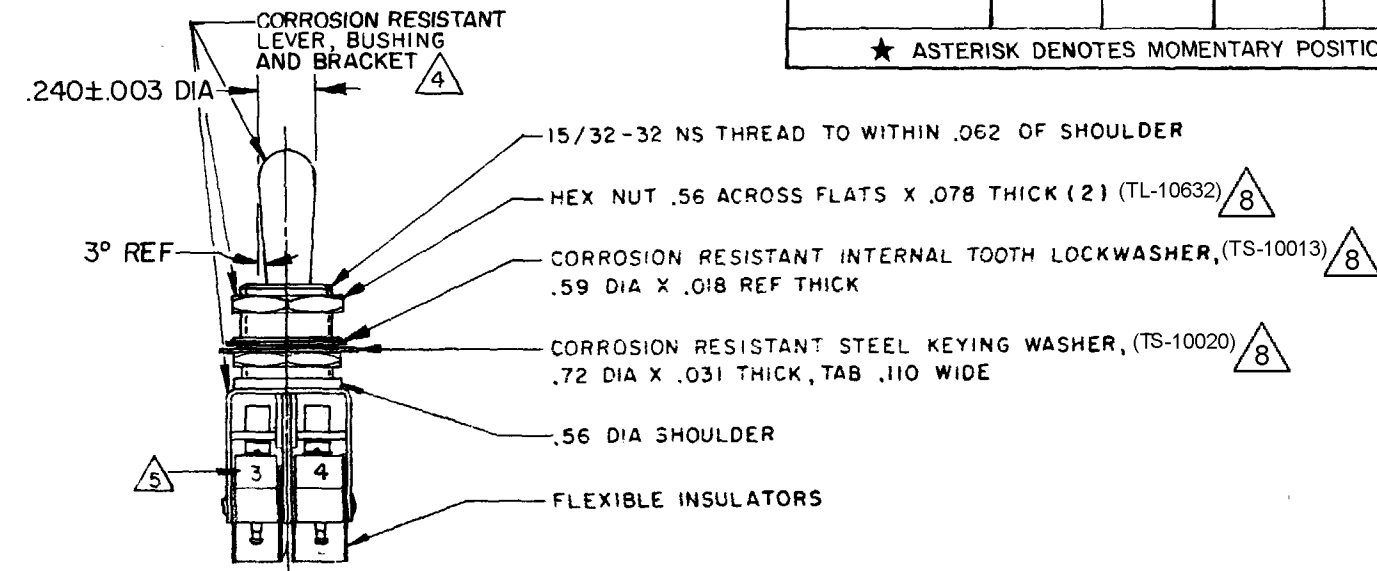 ★ ASTERISK DENOTES MOMENTARY POSITIO
CORROSION RESISTANT
LEVER, BUSHING
AND BRACKET 4
.240±.003 DIA
15/32-32 NS THREAD TO WITHIN .062 OF SHOULDER
HEX NUT .56 ACROSS FLATS X .078 THICK (2) (TL-10632) 8
3° REF
CORROSION RESISTANT INTERNAL TOOTH LOCKWASHER, (TS-10013) 8
.59 DIA X .018 REF THICK
CORROSION RESISTANT STEEL KEYING WASHER, (TS-10020) 8
.72 DIA X .031 THICK, TAB .110 WIDE
.56 DIA SHOULDER
5 3 4
FLEXIBLE INSULATORS